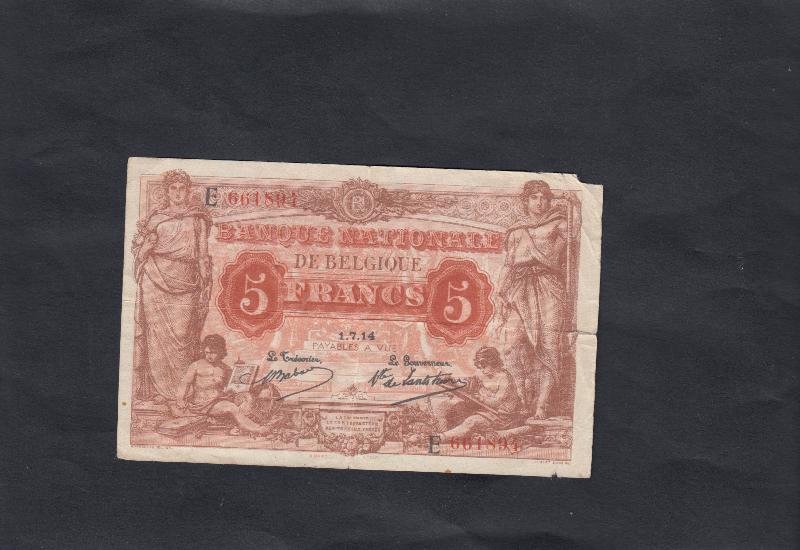 E 661894
BANQUE NATIONALE
DE BELGIQUE
5 FRANCS 5
1.7.14
PAYABLES A VUE
Le Trésorier, Le Gouverneur,
E 661894